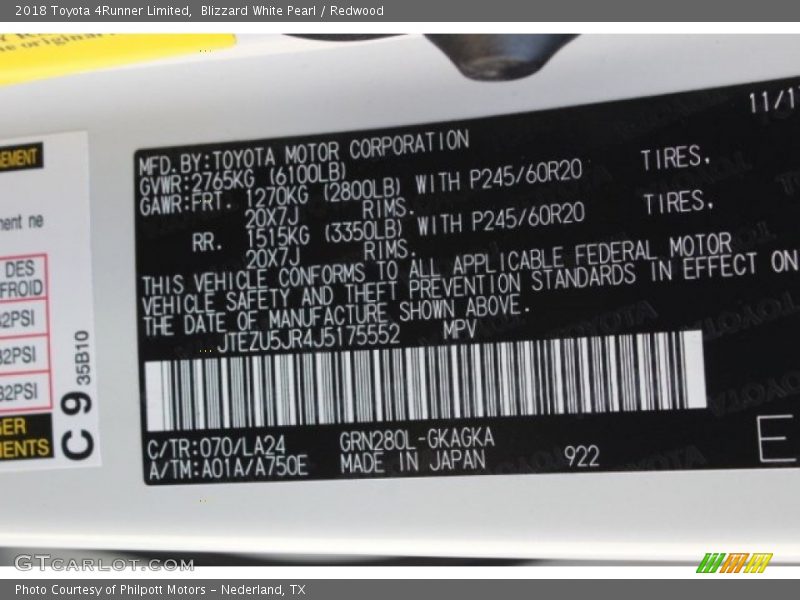 2018 Toyota 4Runner Limited,  Blizzard White Pearl / Redwood
11/17
MFD.BY:TOYOTA MOTOR CORPORATION
GVWR:2765KG (6100LB)
GAWR:FRT. 1270KG (2800LB) WITH P245/60R20 TIRES,
20X7J RIMS.
RR. 1515KG (3350LB) WITH P245/60R20 TIRES,
20X7J RIMS.
THIS VEHICLE CONFORMS TO ALL APPLICABLE FEDERAL MOTOR
VEHICLE SAFETY AND THEFT PREVENTION STANDARDS IN EFFECT ON
THE DATE OF MANUFACTURE SHOWN ABOVE.
JTEZU5JR4J5175552 MPV
C/TR:070/LA24 GRN280L-GKAGKA
A/TM:A01A/A750E MADE IN JAPAN 922
E
ment ne
DES
FROID
32PSI
32PSI
C 9 35B10
GTCARLOT.COM
Photo Courtesy of Philpott Motors - Nederland, TX